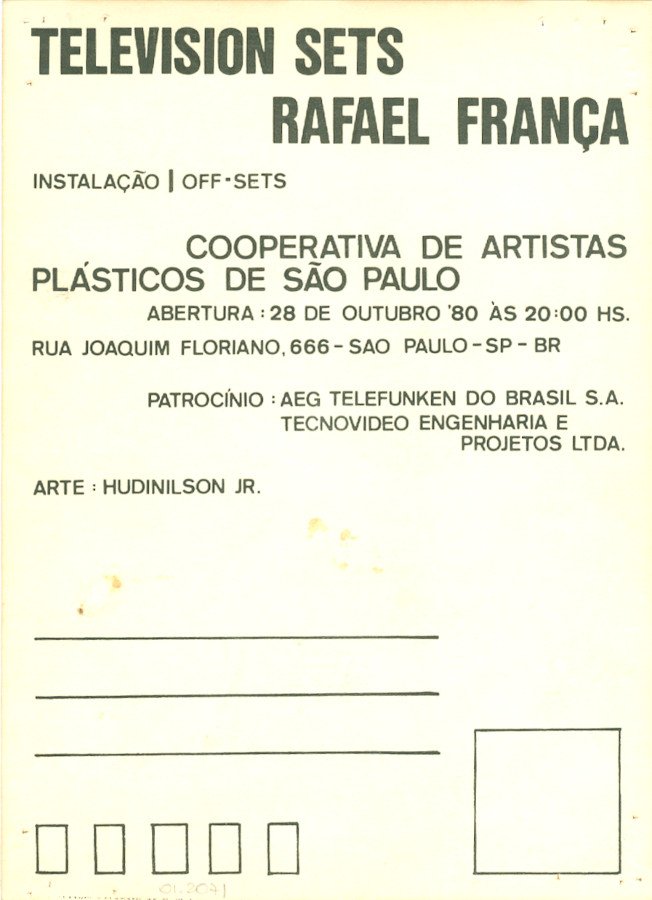 TELEVISION SETS
RAFAEL FRANÇA
INSTALAÇÃO | OFF-SETS
COOPERATIVA DE ARTISTAS
PLÁSTICOS DE SÃO PAULO
ABERTURA : 28 DE OUTUBRO '80 ÀS 20:00 HS.
RUA JOAQUIM FLORIANO, 666 - SAO PAULO - SP - BR
PATROCÍNIO : AEG TELEFUNKEN DO BRASIL S.A.
TECNOVIDEO ENGENHARIA E
PROJETOS LTDA.
ARTE : HUDINILSON JR.
01.2071